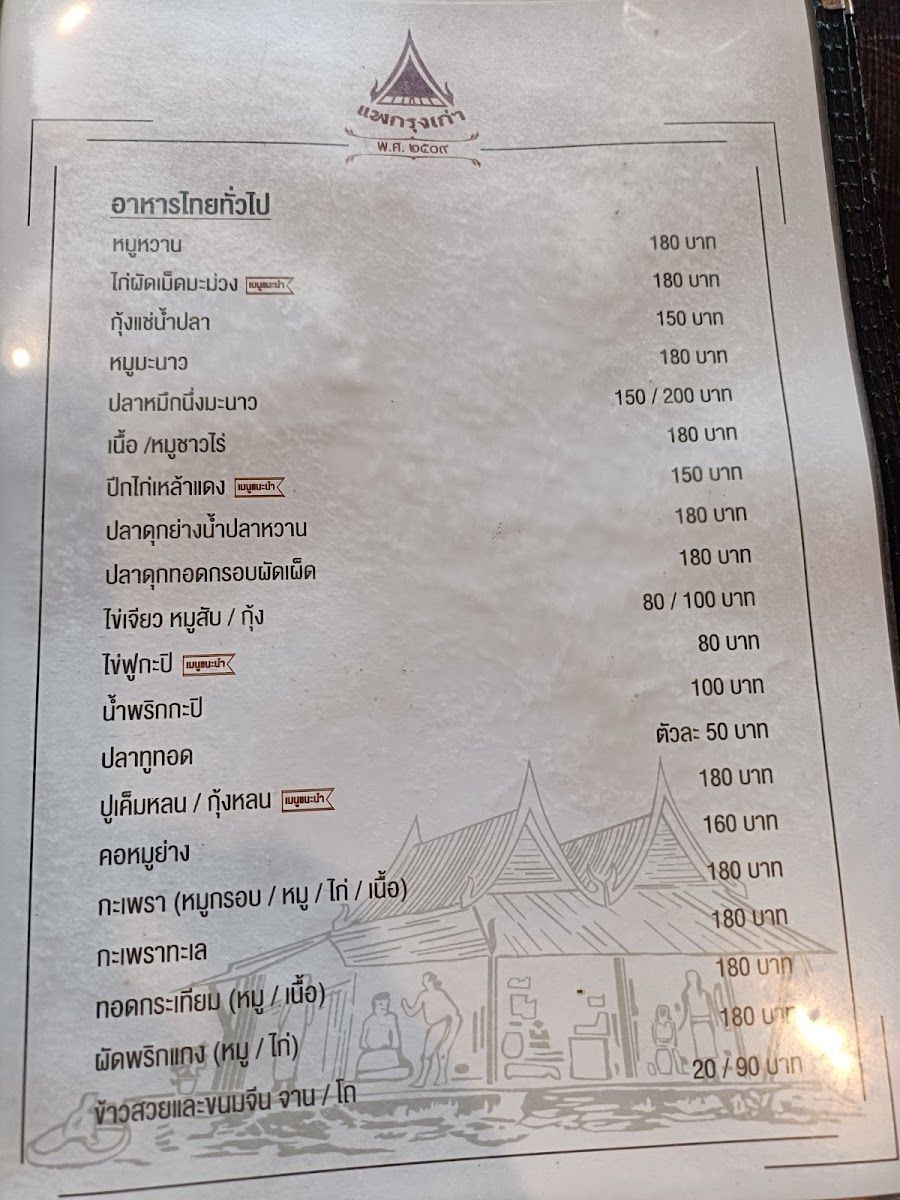 แพกรุงเก่า
พ.ศ. ๒๕๐๙
อาหารไทยทั่วไป
หมูหวาน 180 บาท
ไก่ผัดเม็ดมะม่วง เมนูแนะนำ 180 บาท
กุ้งแช่น้ำปลา 150 บาท
หมูมะนาว 180 บาท
ปลาหมึกนึ่งมะนาว 150 / 200 บาท
เนื้อ /หมูชาวไร่ 180 บาท
ปีกไก่เหล้าแดง เมนูแนะนำ 150 บาท
ปลาดุกย่างน้ำปลาหวาน 180 บาท
ปลาดุกทอดกรอบผัดเผ็ด 180 บาท
ไข่เจียว หมูสับ / กุ้ง 80 / 100 บาท
ไข่ฟูกะปิ เมนูแนะนำ 80 บาท
น้ำพริกกะปิ 100 บาท
ปลาทูทอด ตัวละ 50 บาท
ปูเค็มหลน / กุ้งหลน เมนูแนะนำ 180 บาท
คอหมูย่าง 160 บาท
กะเพรา (หมูกรอบ / หมู / ไก่ / เนื้อ) 180 บาท
กะเพราทะเล 180 บาท
ทอดกระเทียม (หมู / เนื้อ) 180 บาท
ผัดพริกแกง (หมู / ไก่) 180 บาท
ข้าวสวยและขนมจีน จาน / โถ 20 / 90 บาท